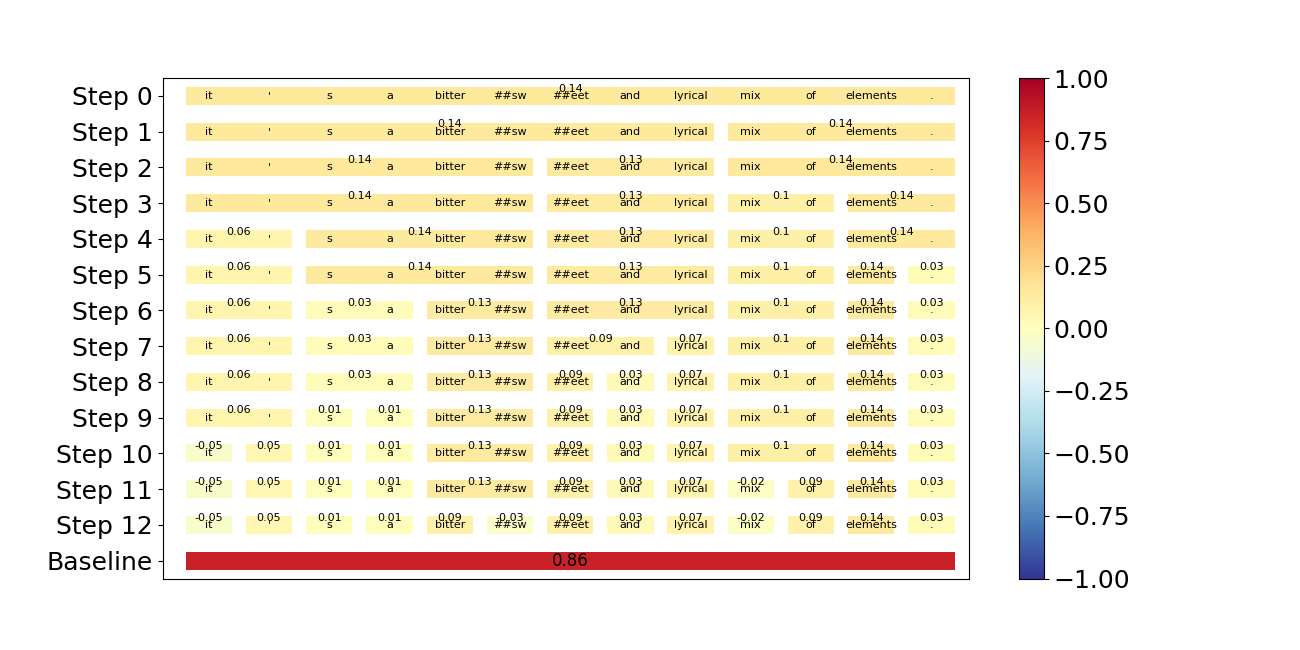 0.14
Step 0 it ' s a bitter ##sw ##eet and lyrical mix of elements .
0.14 0.14
Step 1 it ' s a bitter ##sw ##eet and lyrical mix of elements .
0.14 0.13 0.14
Step 2 it ' s a bitter ##sw ##eet and lyrical mix of elements .
0.14 0.13 0.1 0.14
Step 3 it ' s a bitter ##sw ##eet and lyrical mix of elements .
0.06 0.14 0.13 0.1 0.14
Step 4 it ' s a bitter ##sw ##eet and lyrical mix of elements .
0.06 0.14 0.13 0.1 0.14 0.03
Step 5 it ' s a bitter ##sw ##eet and lyrical mix of elements .
0.06 0.03 0.13 0.13 0.1 0.14 0.03
Step 6 it ' s a bitter ##sw ##eet and lyrical mix of elements .
0.06 0.03 0.13 0.09 0.07 0.1 0.14 0.03
Step 7 it ' s a bitter ##sw ##eet and lyrical mix of elements .
0.06 0.03 0.13 0.09 0.03 0.07 0.1 0.14 0.03
Step 8 it ' s a bitter ##sw ##eet and lyrical mix of elements .
0.06 0.01 0.01 0.13 0.09 0.03 0.07 0.1 0.14 0.03
Step 9 it ' s a bitter ##sw ##eet and lyrical mix of elements .
-0.05 0.05 0.01 0.01 0.13 0.09 0.03 0.07 0.1 0.14 0.03
Step 10 it ' s a bitter ##sw ##eet and lyrical mix of elements .
-0.05 0.05 0.01 0.01 0.13 0.09 0.03 0.07 -0.02 0.09 0.14 0.03
Step 11 it ' s a bitter ##sw ##eet and lyrical mix of elements .
-0.05 0.05 0.01 0.01 0.09 -0.03 0.09 0.03 0.07 -0.02 0.09 0.14 0.03
Step 12 it ' s a bitter ##sw ##eet and lyrical mix of elements .
Baseline 0.86
1.00
0.75
0.50
0.25
0.00
−0.25
−0.50
−0.75
−1.00